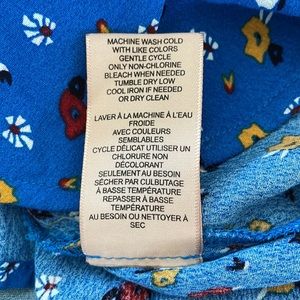 MACHINE WASH COLD
WITH LIKE COLORS
GENTLE CYCLE
ONLY NON-CHLORINE
BLEACH WHEN NEEDED
TUMBLE DRY LOW
COOL IRON IF NEEDED
OR DRY CLEAN
LAVER À LA MACHINE À L'EAU
FROIDE
AVEC COULEURS
SEMBLABLES
CYCLE DÉLICAT UTILISER UN
CHLORURE NON
DÉCOLORANT
SEULEMENT AU BESOIN
SÉCHER PAR CULBUTAGE
À BASSE TEMPÉRATURE
REPASSER À BASSE
TEMPÉRATURE
AU BESOIN OU NETTOYER À
SEC